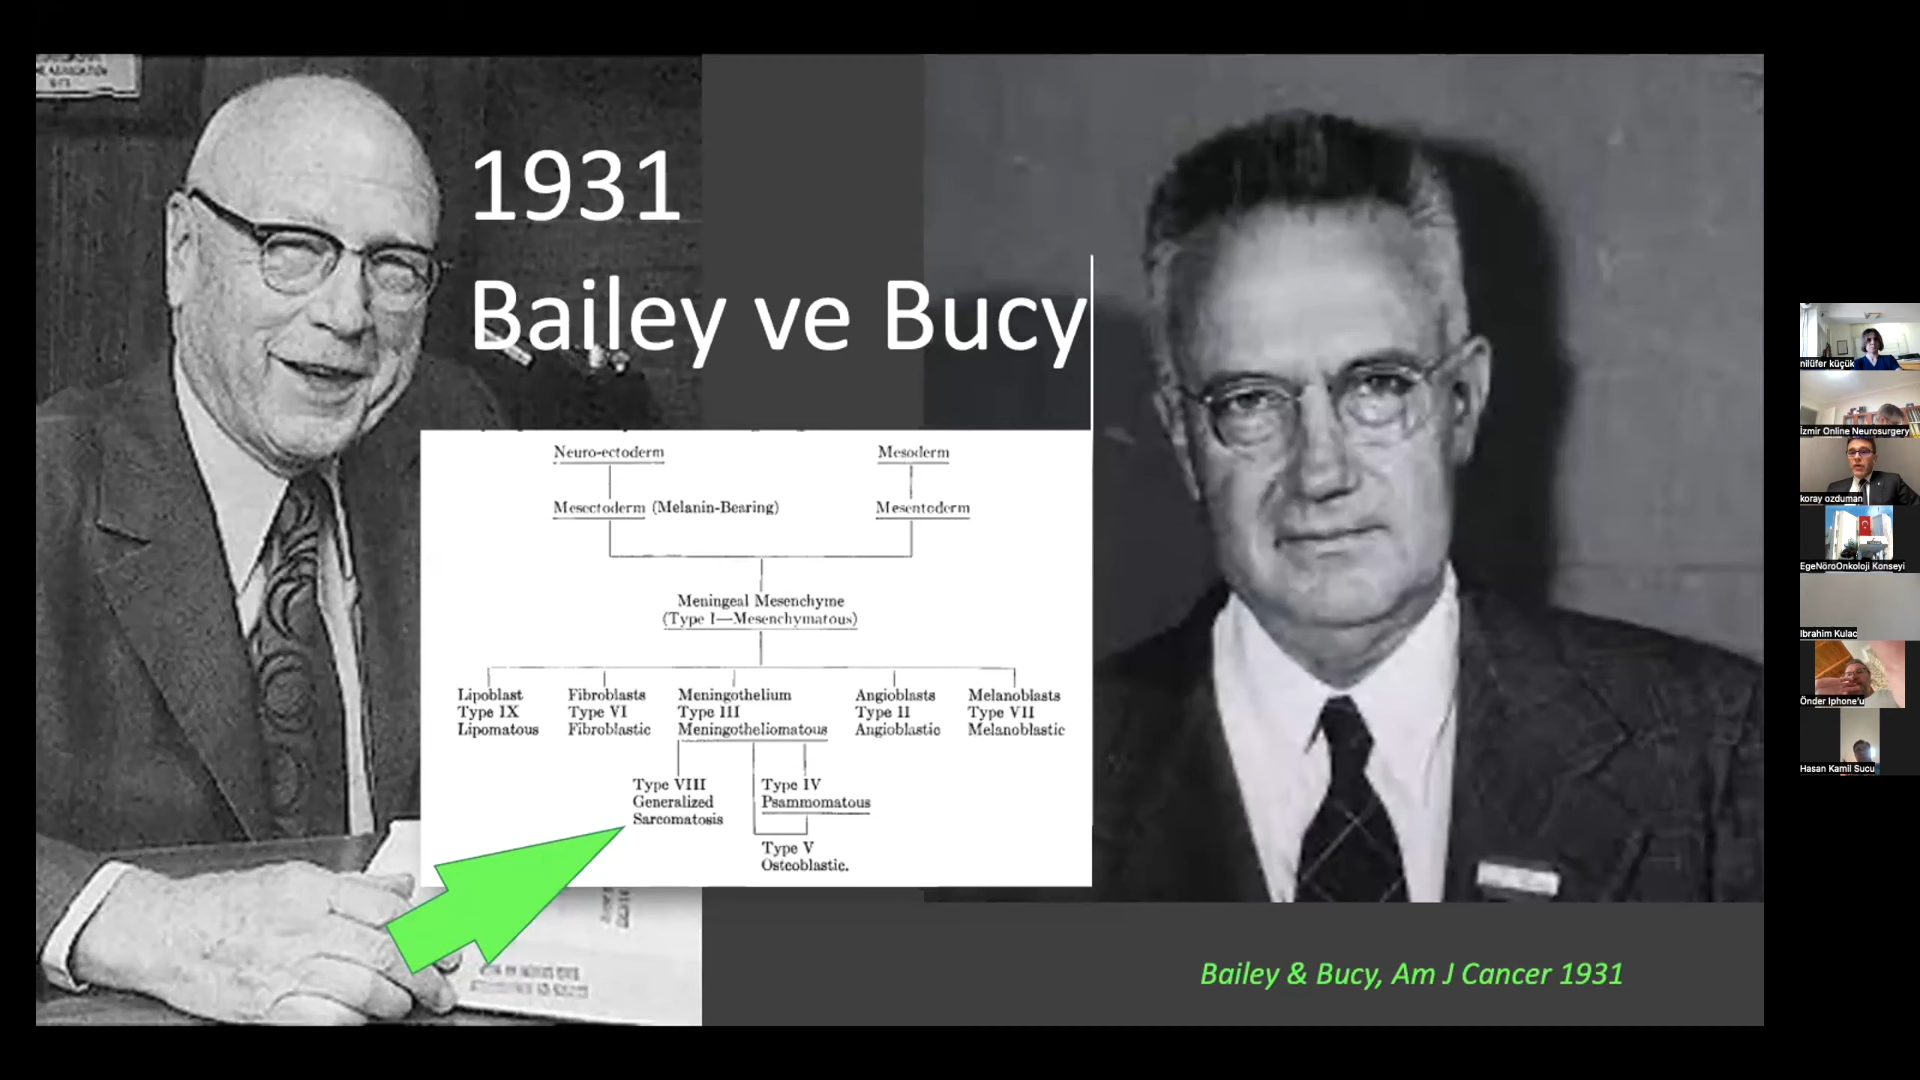 1931
Bailey ve Bucy
Neuro-ectoderm
Mesoderm
Mesectoderm (Melanin-Bearing)
Mesentoderm
Meningeal Mesenchyme
(Type I—Mesenchymatous)
Lipoblast
Type IX
Lipomatous
Fibroblasts
Type VI
Fibroblastic
Meningothelium
Type III
Meningotheliomatous
Angioblasts
Type II
Angioblastic
Melanoblasts
Type VII
Melanoblastic
Type VIII
Generalized
Sarcomatosis
Type IV
Psammomatous
Type V
Osteoblastic.
Bailey & Bucy, Am J Cancer 1931
nilüfer küçük
İzmir Online Neurosurgery
koray ozduman
EgeNöroOnkoloji Konseyi
Ibrahim Kulac
Önder Iphone'u
Hasan Kamil Sucu